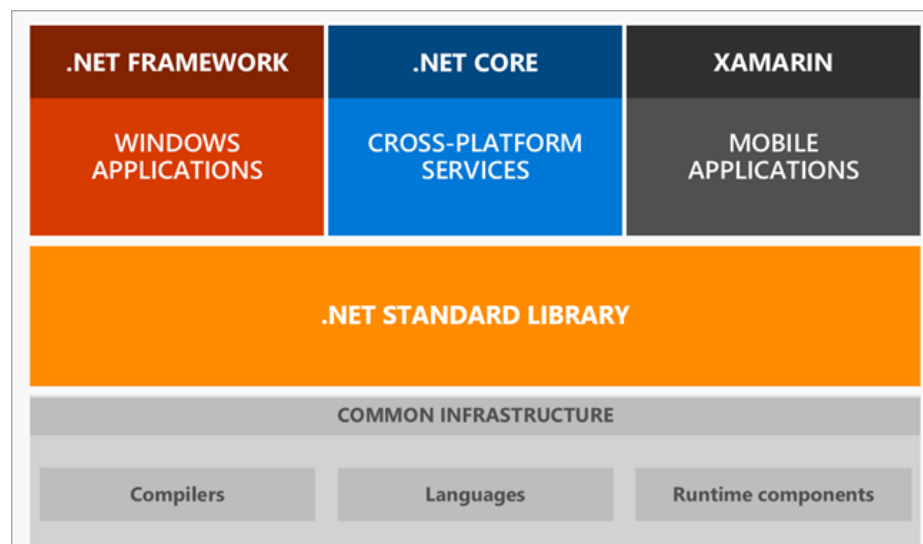 .NET FRAMEWORK
.NET CORE
XAMARIN
WINDOWS
APPLICATIONS
CROSS-PLATFORM
SERVICES
MOBILE
APPLICATIONS
.NET STANDARD LIBRARY
COMMON INFRASTRUCTURE
Compilers
Languages
Runtime components